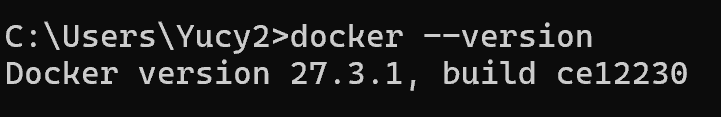 C:\Users\Yucy2>docker --version
Docker version 27.3.1, build ce12230